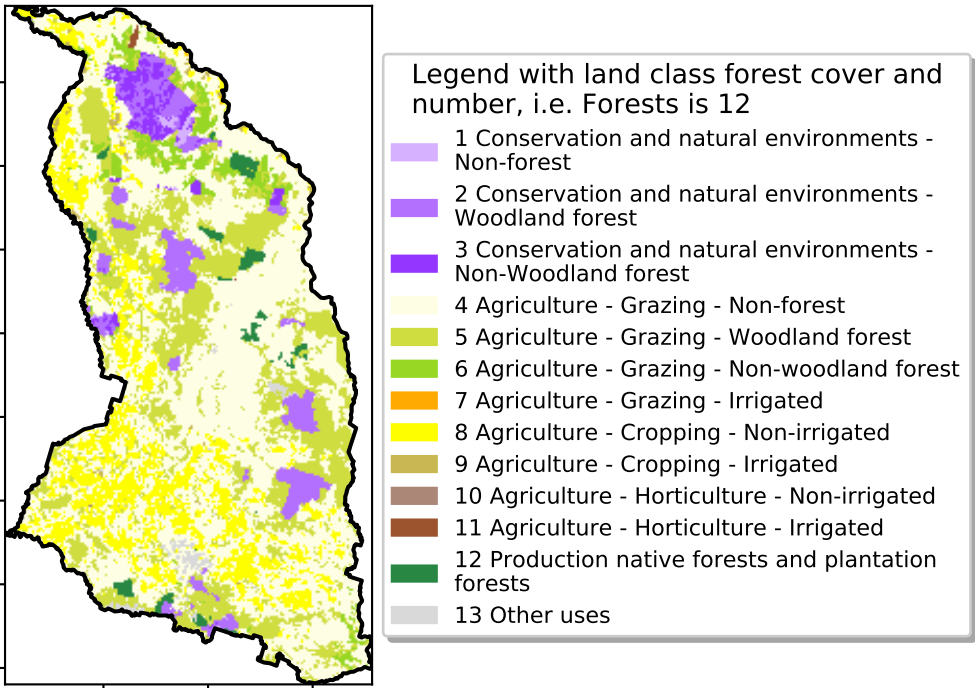 Legend with land class forest cover and
number, i.e. Forests is 12
1 Conservation and natural environments -
Non-forest
2 Conservation and natural environments -
Woodland forest
3 Conservation and natural environments -
Non-Woodland forest
4 Agriculture - Grazing - Non-forest
5 Agriculture - Grazing - Woodland forest
6 Agriculture - Grazing - Non-woodland forest
7 Agriculture - Grazing - Irrigated
8 Agriculture - Cropping - Non-irrigated
9 Agriculture - Cropping - Irrigated
10 Agriculture - Horticulture - Non-irrigated
11 Agriculture - Horticulture - Irrigated
12 Production native forests and plantation
forests
13 Other uses